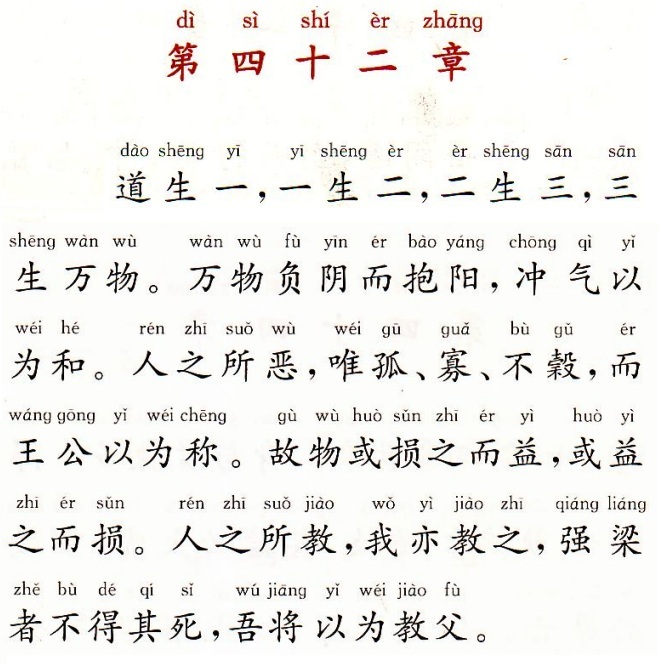 dì sì shí èr zhāng
第四十二章
dào shēng yī yī shēng èr èr shēng sān sān
道生一,一生二,二生三,三
shēng wàn wù wàn wù fù yīn ér bào yáng chōng qì yǐ
生万物。万物负阴而抱阳,冲气以
wéi hé rén zhī suǒ wù wéi gū guǎ bù gǔ ér
为和。人之所恶,唯孤、寡、不穀,而
wáng gōng yǐ wéi chēng gù wù huò sǔn zhī ér yì huò yì
王公以为称。故物或损之而益,或益
zhī ér sǔn rén zhī suǒ jiào wǒ yì jiào zhī qiáng liáng
之而损。人之所教,我亦教之,强梁
zhě bù dé qí sǐ wú jiāng yǐ wéi jiào fù
者不得其死,吾将以为教父。